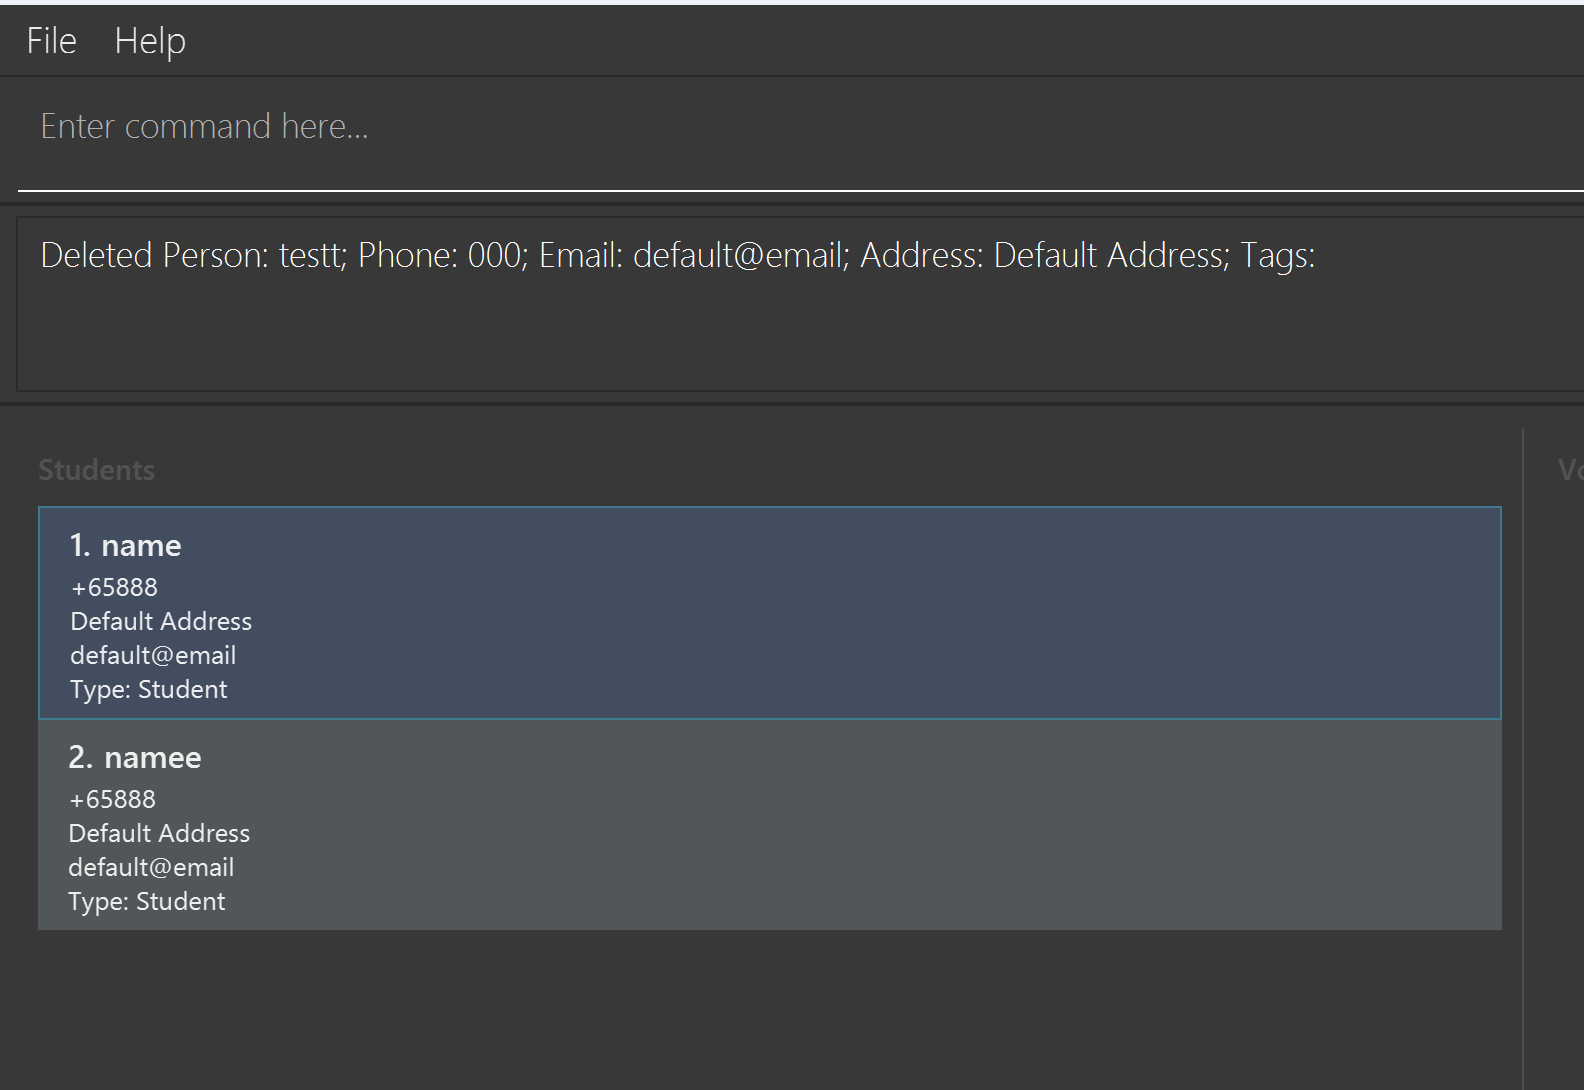 File Help
Enter command here...
Deleted Person: testt; Phone: 000; Email: default@email; Address: Default Address; Tags:
Students
1. name
+65888
Default Address
default@email
Type: Student
2. namee
+65888
Default Address
default@email
Type: Student